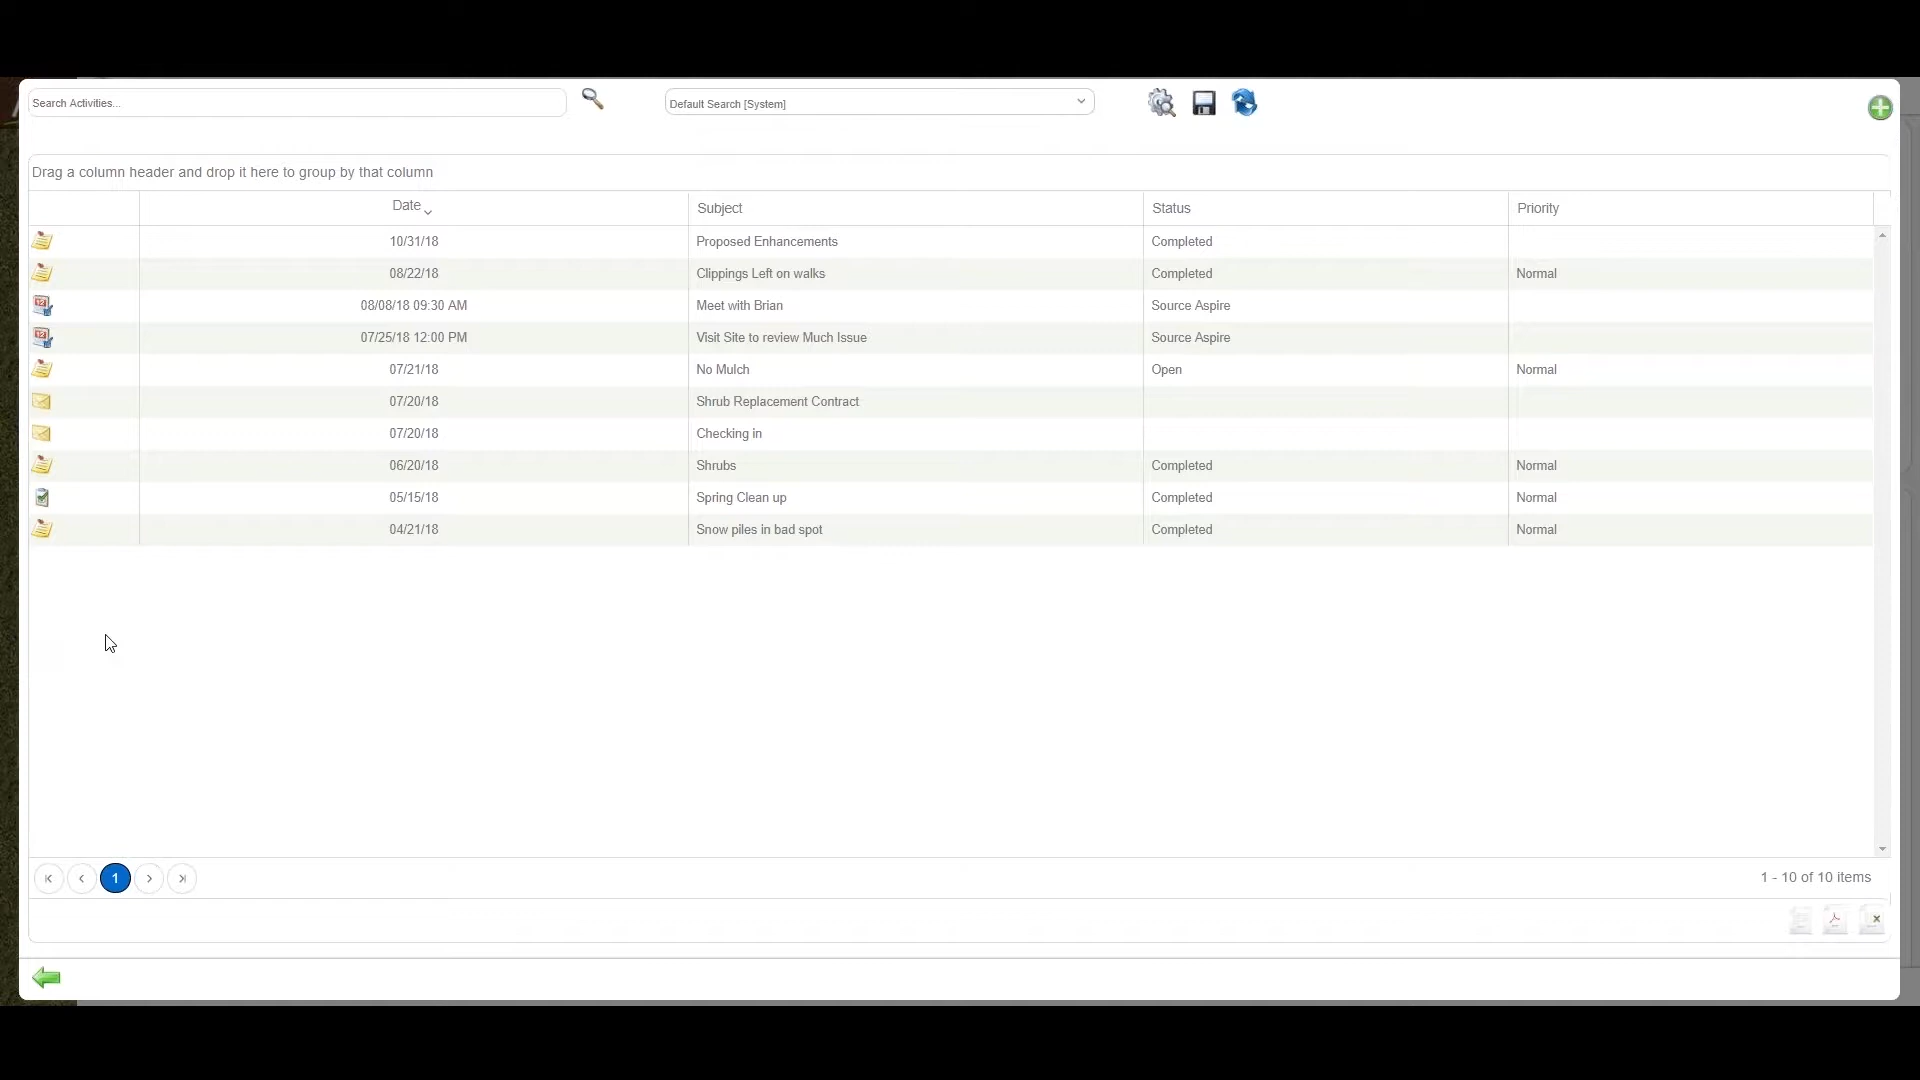 Search Activities...
Default Search [System]
Drag a column header and drop it here to group by that column
Date Subject Status Priority
10/31/18 Proposed Enhancements Completed
08/22/18 Clippings Left on walks Completed Normal
08/08/18 09:30 AM Meet with Brian Source Aspire
07/25/18 12:00 PM Visit Site to review Much Issue Source Aspire
07/21/18 No Mulch Open Normal
07/20/18 Shrub Replacement Contract
07/20/18 Checking in
06/20/18 Shrubs Completed Normal
05/15/18 Spring Clean up Completed Normal
04/21/18 Snow piles in bad spot Completed Normal
1 1 - 10 of 10 items